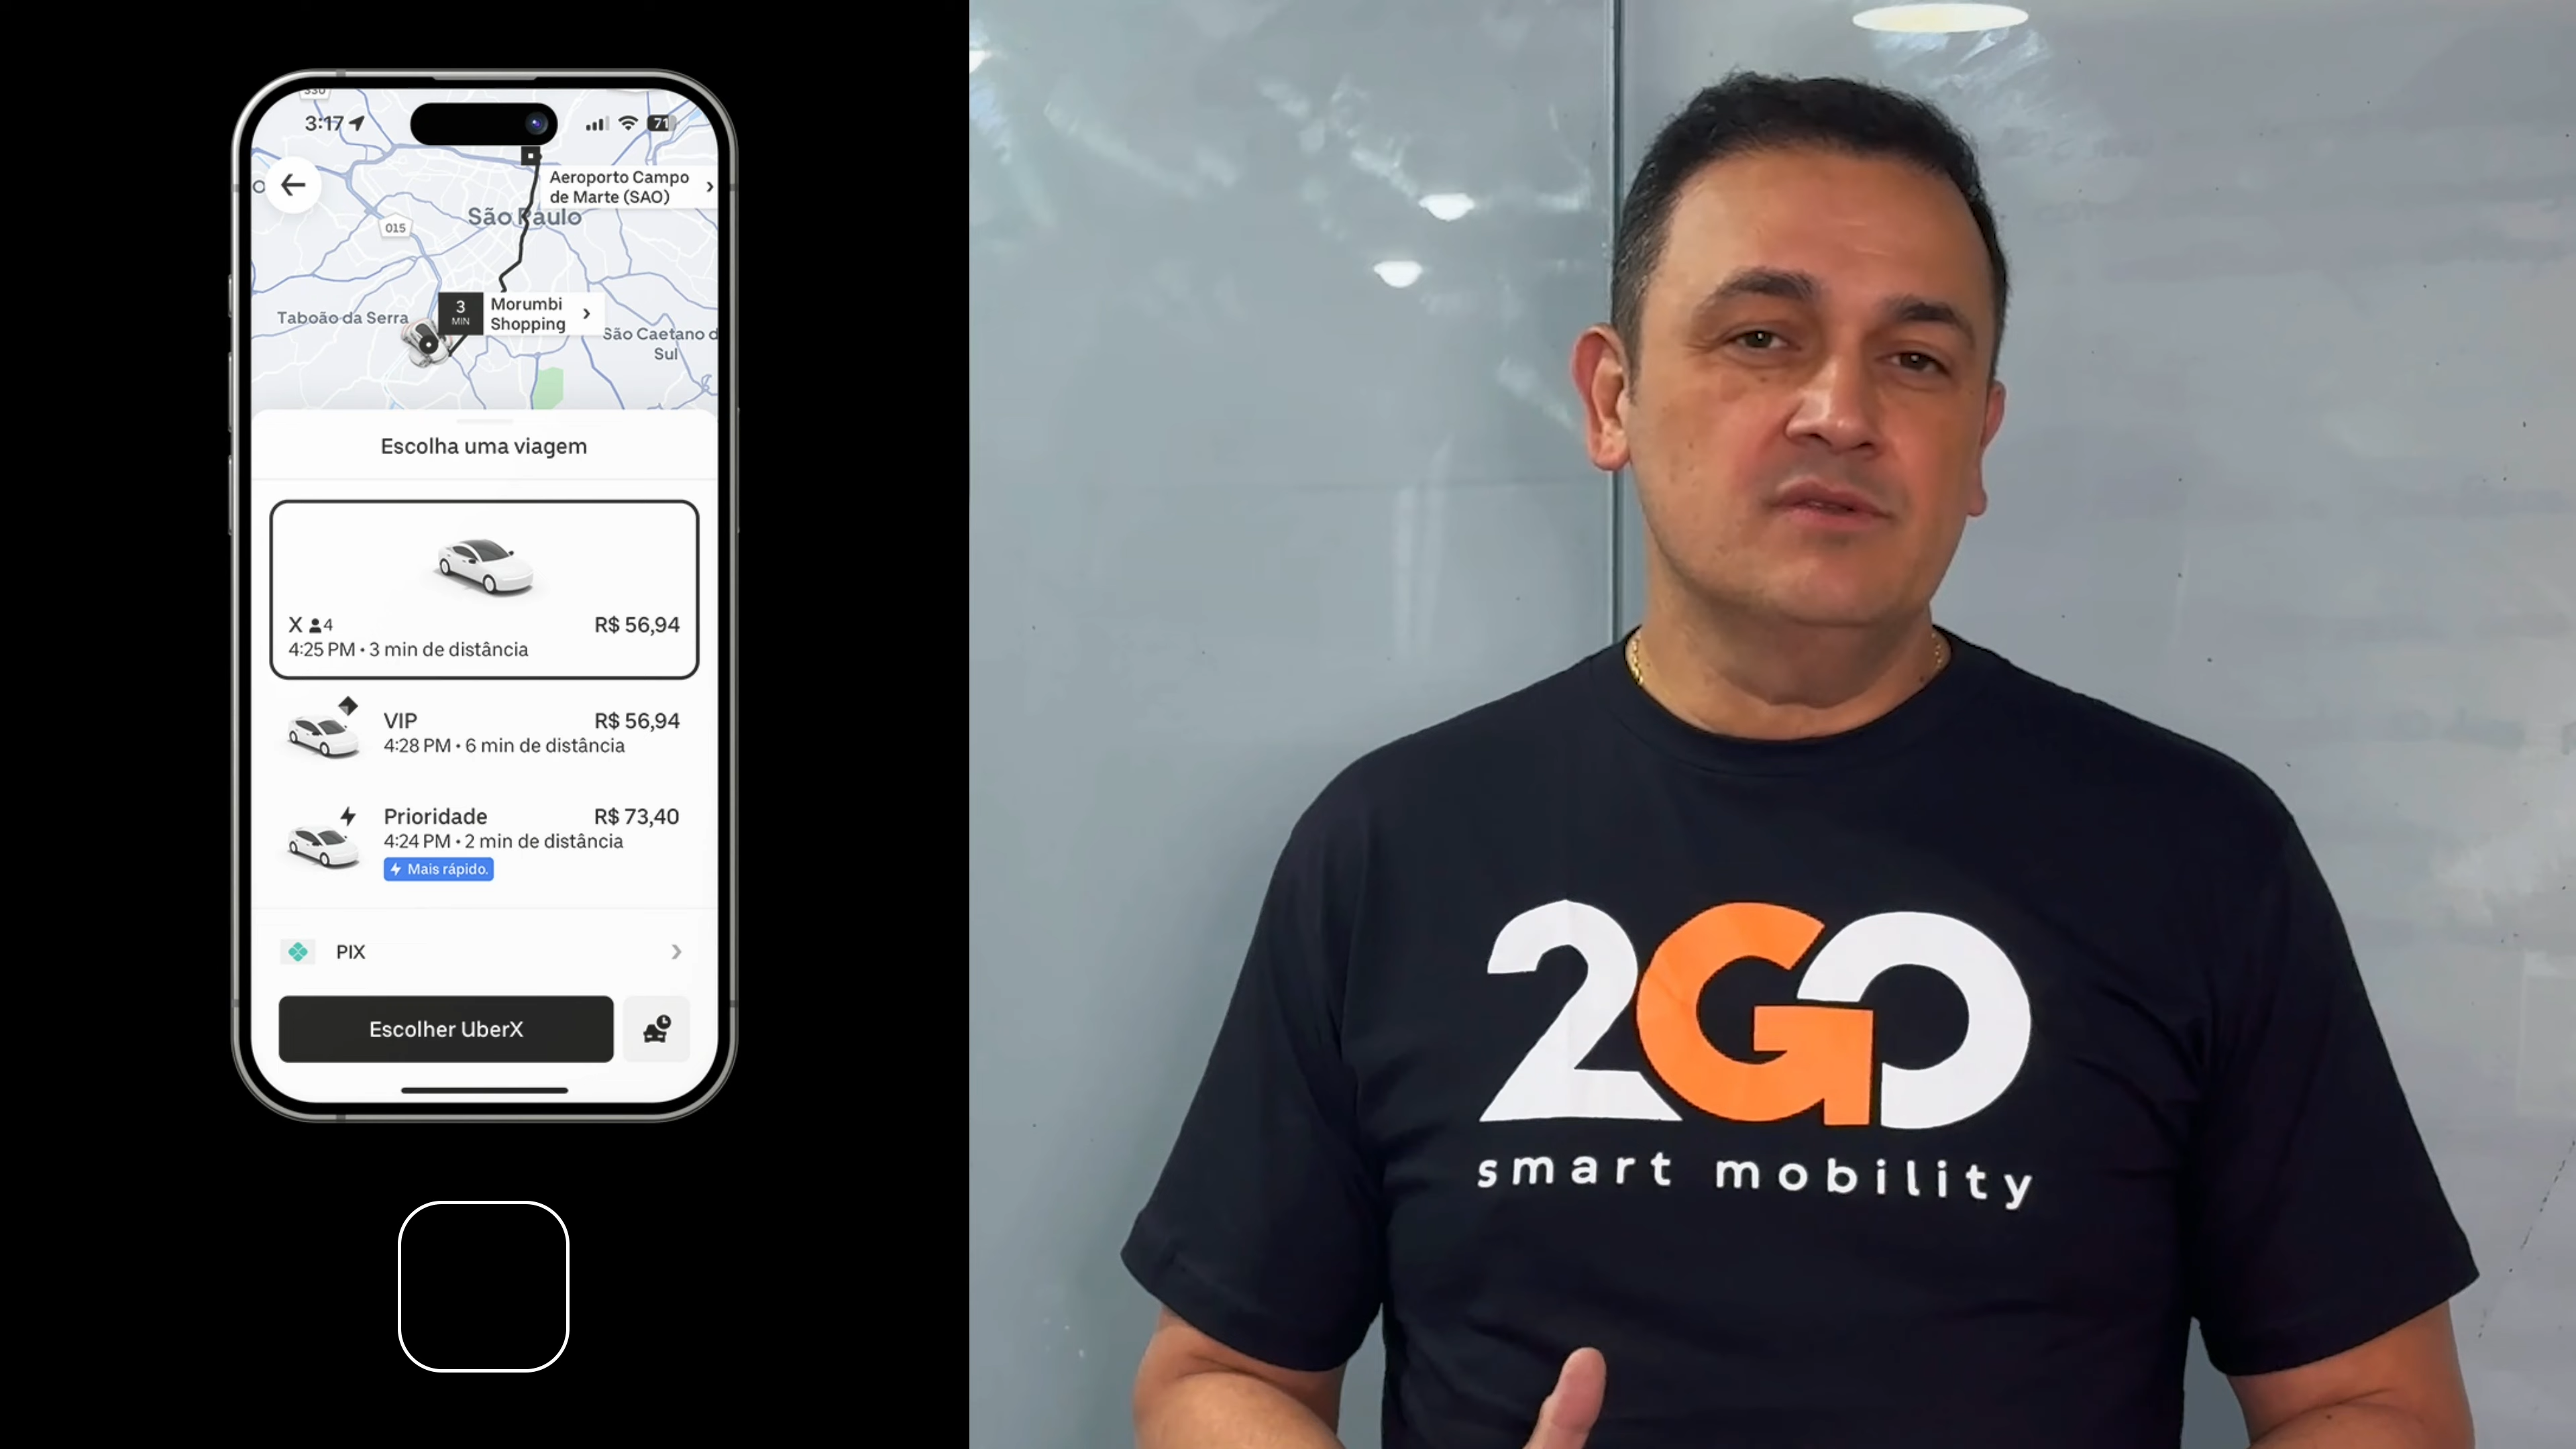 330
3:17
71
Aeroporto Campo
de Marte (SAO)
São Paulo
015
3
MIN
Morumbi
Shopping
Taboão da Serra
São Caetano d
Sul
Escolha uma viagem
X 4
R$ 56,94
4:25 PM • 3 min de distância
VIP
R$ 56,94
4:28 PM • 6 min de distância
Prioridade
R$ 73,40
4:24 PM • 2 min de distância
Mais rápido.
PIX
Escolher UberX
2GO
smart mobility